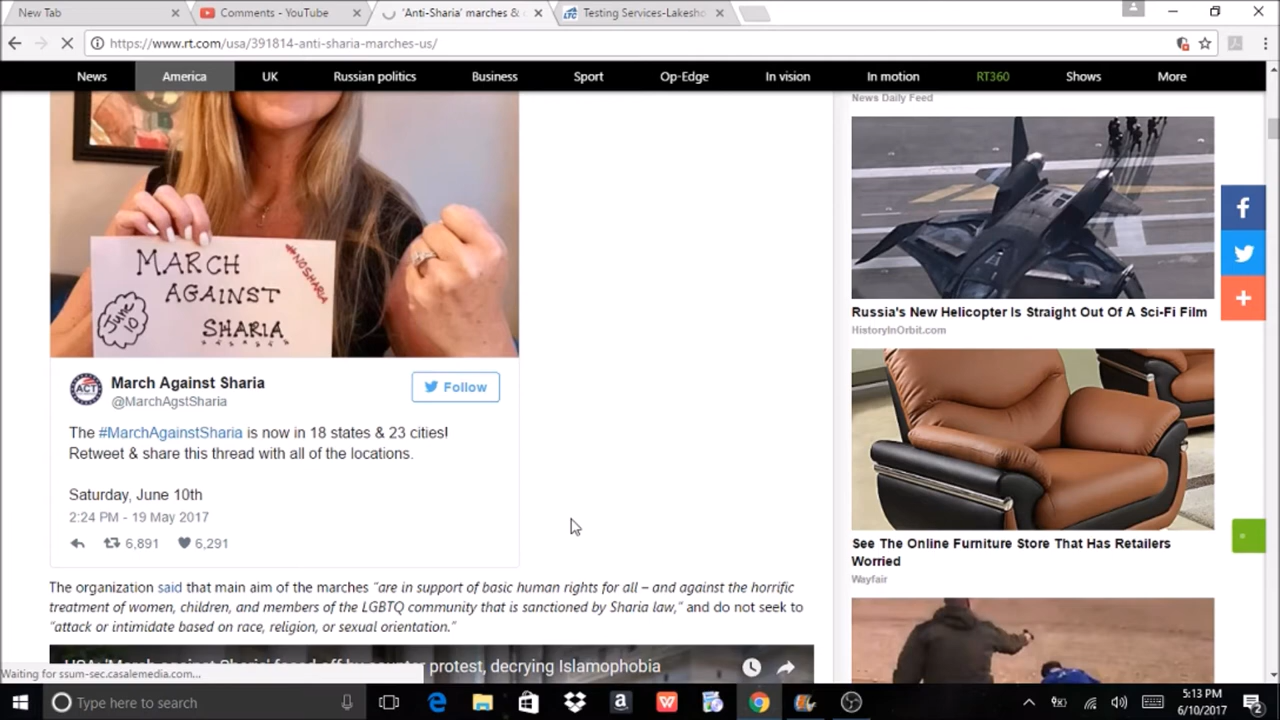 New Tab
Comments - YouTube
'Anti-Sharia' marches &
Testing Services-Lakesho
https://www.rt.com/usa/391814-anti-sharia-marches-us/
News America UK Russian politics Business Sport Op-Edge In vision In motion RT360 Shows More
News Daily Feed
MARCH
AGAINST
SHARIA
June
10
#NOSHARIA
Russia's New Helicopter Is Straight Out Of A Sci-Fi Film
HistoryInOrbit.com
ACT
March Against Sharia
@MarchAgstSharia
Follow
The #MarchAgainstSharia is now in 18 states & 23 cities!
Retweet & share this thread with all of the locations.
Saturday, June 10th
2:24 PM - 19 May 2017
6,891 6,291
See The Online Furniture Store That Has Retailers
Worried
Wayfair
The organization said that main aim of the marches "are in support of basic human rights for all – and against the horrific
treatment of women, children, and members of the LGBTQ community that is sanctioned by Sharia law," and do not seek to
"attack or intimidate based on race, religion, or sexual orientation."
USA: 'March against Sharia' faced off by counter protest, decrying Islamophobia
Waiting for ssum-sec.casalemedia.com...
Type here to search
5:13 PM
6/10/2017
2